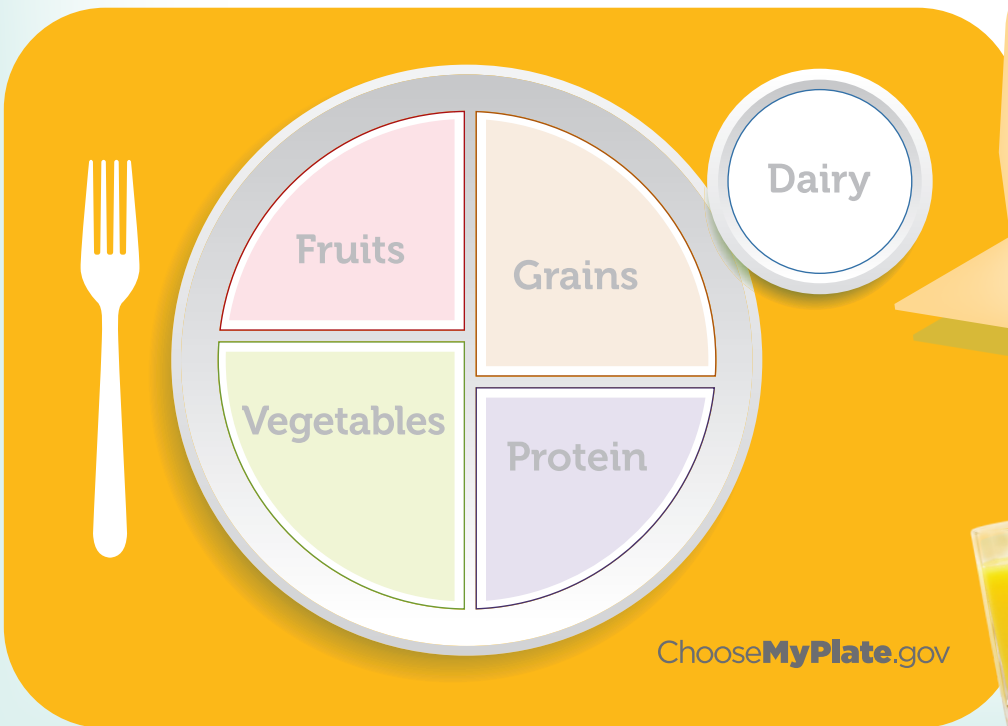 Fruits
Grains
Dairy
Vegetables
Protein
ChooseMyPlate.gov